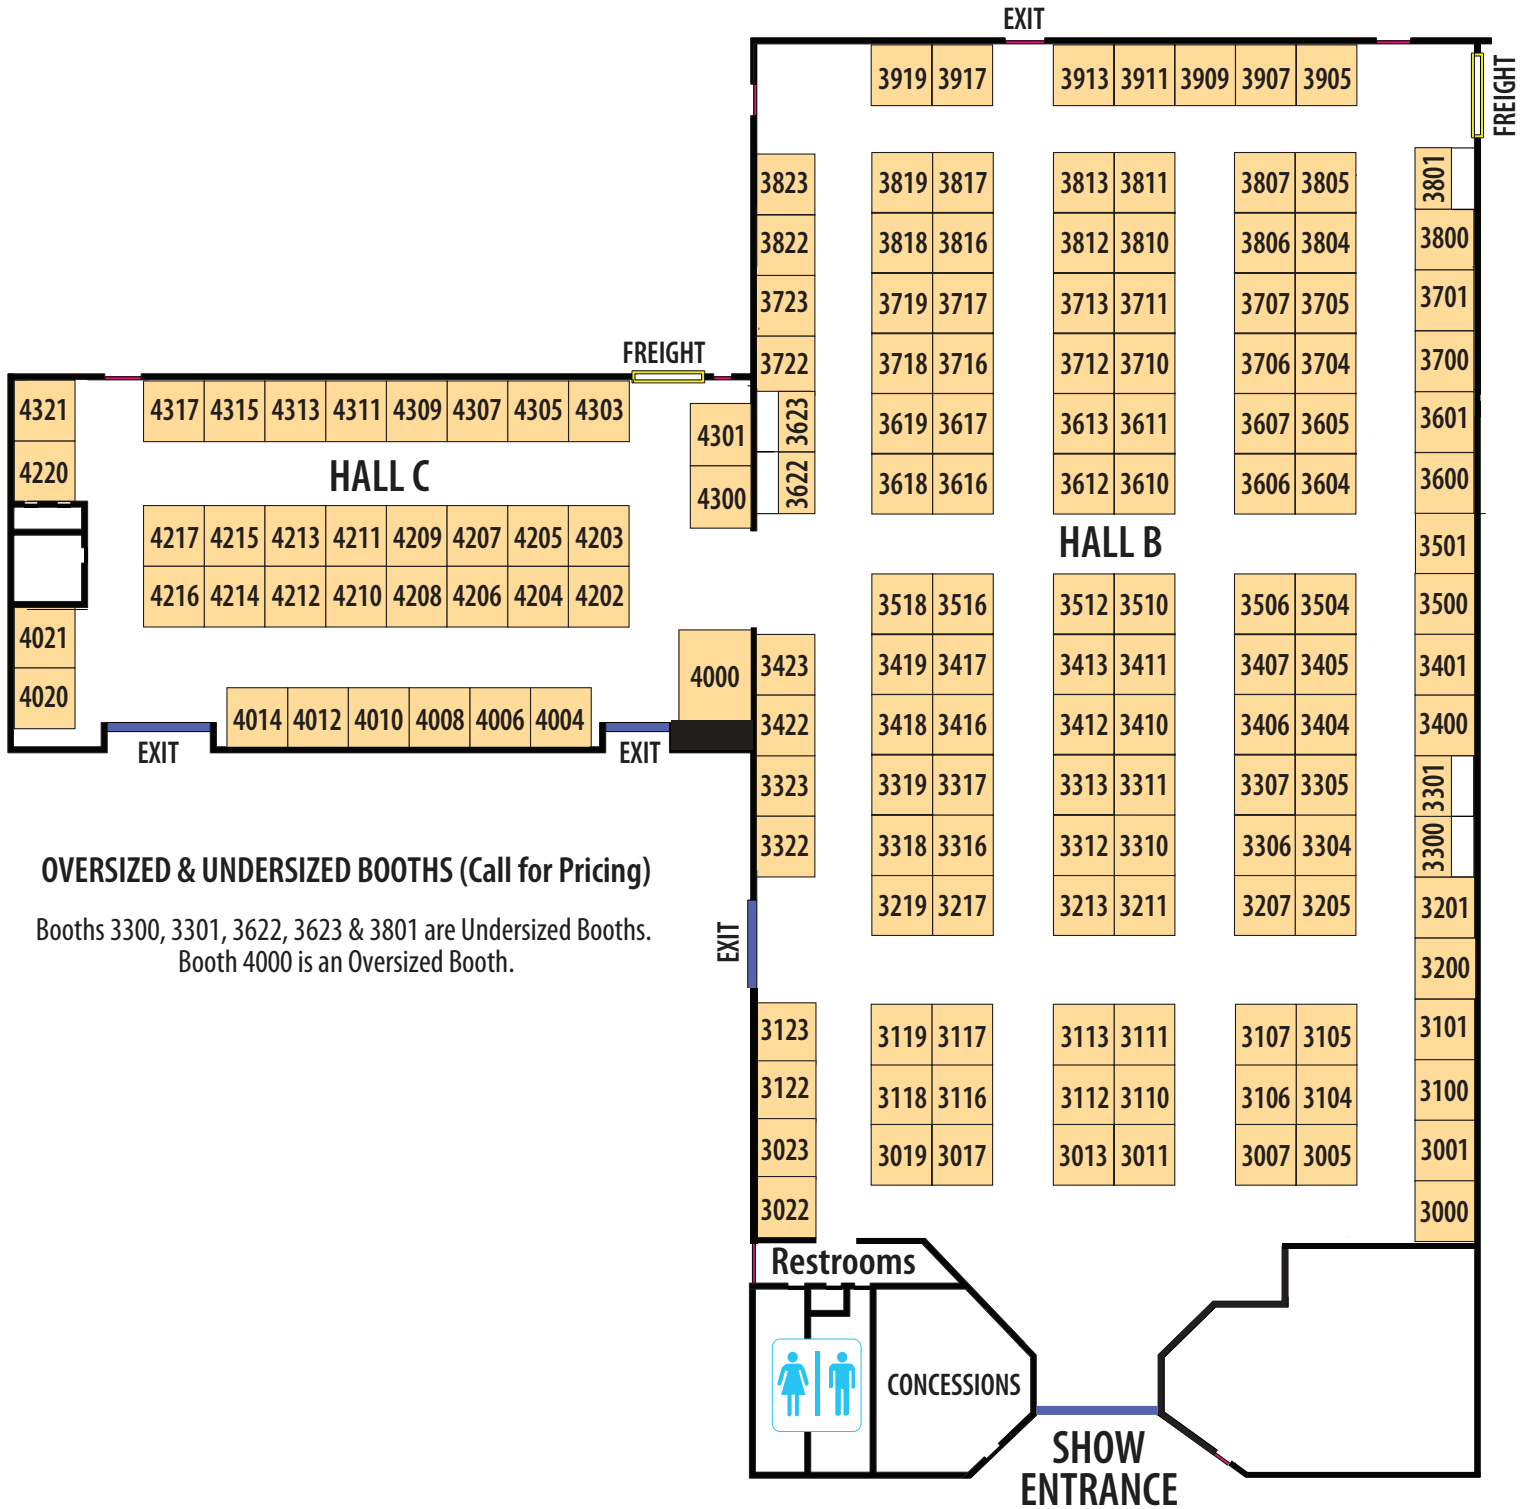 EXIT
FREIGHT
3919 3917 3913 3911 3909 3907 3905
3823 3819 3817 3813 3811 3807 3805 3801
3822 3818 3816 3812 3810 3806 3804 3800
3723 3719 3717 3713 3711 3707 3705 3701
3722 3718 3716 3712 3710 3706 3704 3700
FREIGHT
4321 4317 4315 4313 4311 4309 4307 4305 4303 4301
3623 3619 3617 3613 3611 3607 3605 3601
4220 HALL C 4300
3622 3618 3616 3612 3610 3606 3604 3600
4217 4215 4213 4211 4209 4207 4205 4203
HALL B 3501
4216 4214 4212 4210 4208 4206 4204 4202
3518 3516 3512 3510 3506 3504 3500
4021 4000
3423 3419 3417 3413 3411 3407 3405 3401
4020 4014 4012 4010 4008 4006 4004
3422 3418 3416 3412 3410 3406 3404 3400
EXIT EXIT
3323 3319 3317 3313 3311 3307 3305 3301
3322 3318 3316 3312 3310 3306 3304 3300
OVERSIZED & UNDERSIZED BOOTHS (Call for Pricing)
Booths 3300, 3301, 3622, 3623 & 3801 are Undersized Booths.
Booth 4000 is an Oversized Booth.
3219 3217 3213 3211 3207 3205 3201
EXIT
3200
3123 3119 3117 3113 3111 3107 3105 3101
3122 3118 3116 3112 3110 3106 3104 3100
3023 3019 3017 3013 3011 3007 3005 3001
3022 3000
Restrooms
CONCESSIONS
SHOW
ENTRANCE